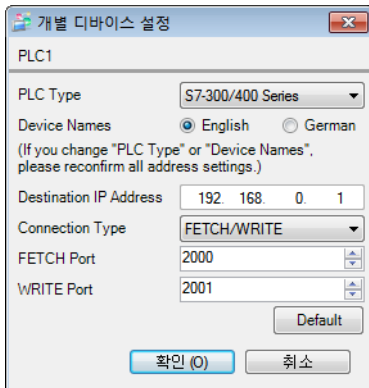 개별 디바이스 설정
PLC1
PLC Type S7-300/400 Series
Device Names English German
(If you change "PLC Type" or "Device Names",
please reconfirm all address settings.)
Destination IP Address 192. 168. 0. 1
Connection Type FETCH/WRITE
FETCH Port 2000
WRITE Port 2001
Default
확인 (O) 취소